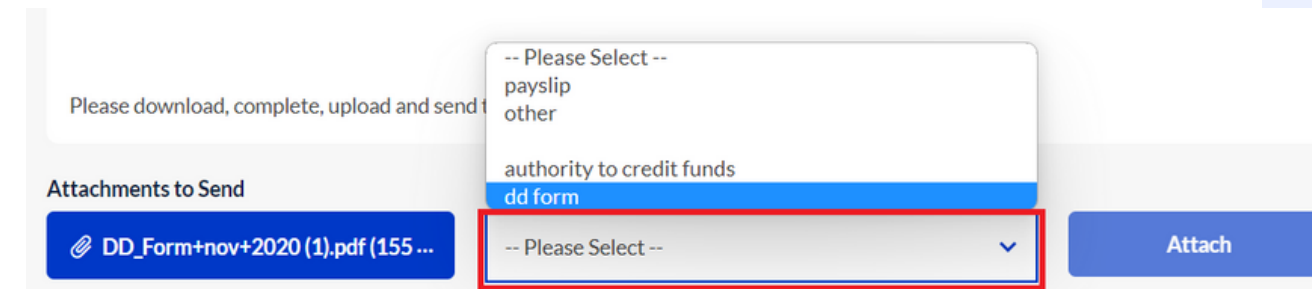 -- Please Select --
payslip
Please download, complete, upload and send t
other
authority to credit funds
Attachments to Send
dd form
DD_Form+nov+2020 (1).pdf (155 ...
-- Please Select --
Attach